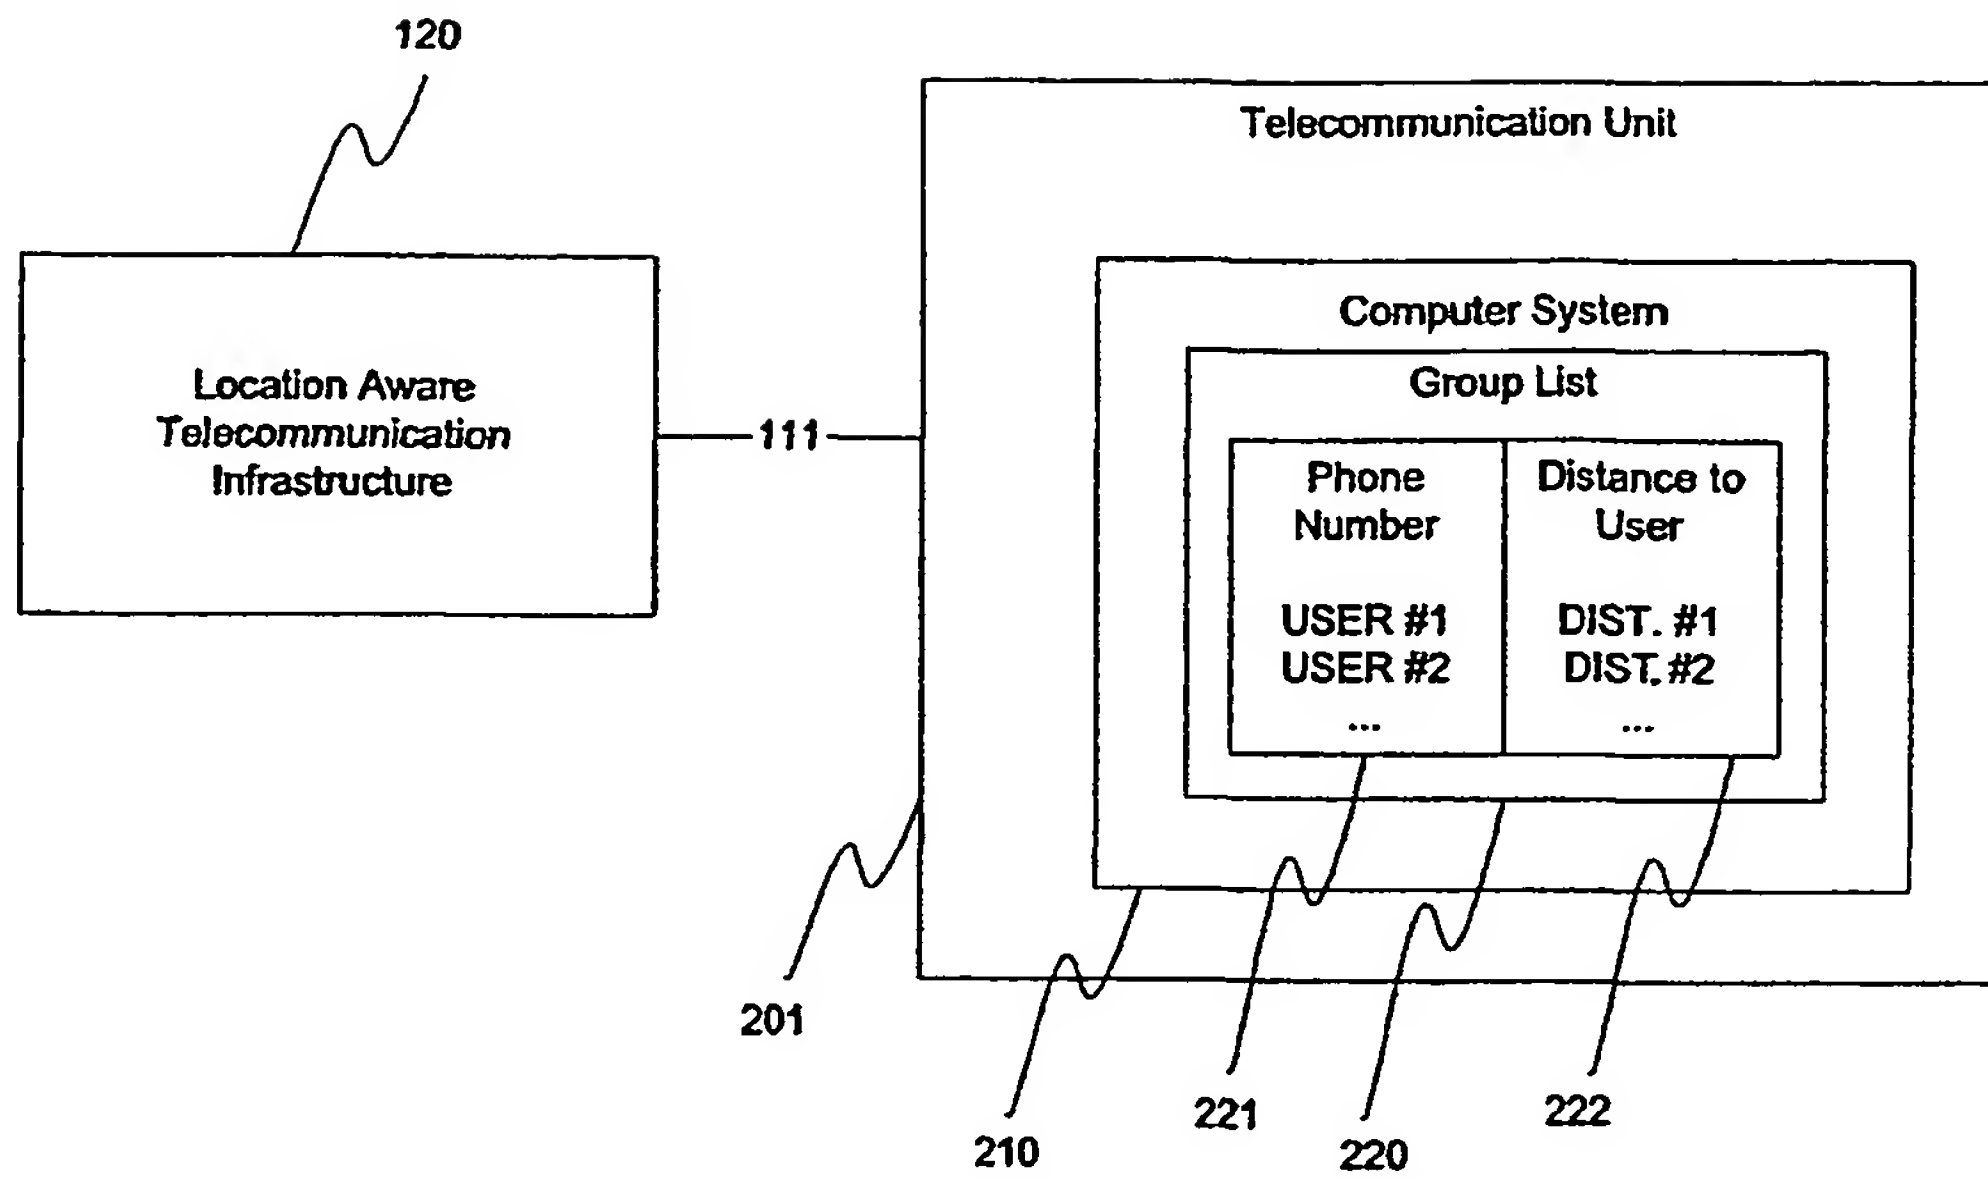 120
Telecommunication Unit
Computer System
Group List
Location Aware
Telecommunication
Infrastructure
111
Phone
Number
USER #1
USER #2
...
Distance to
User
DIST. #1
DIST. #2
...
201
210
221
220
222